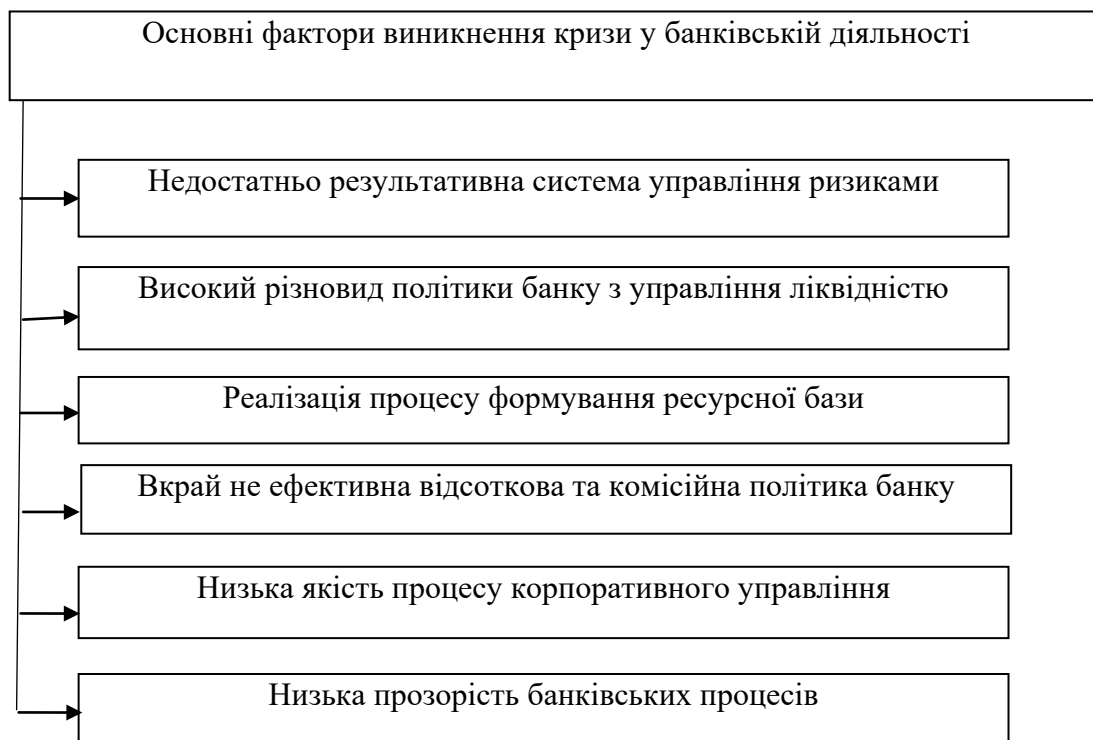 Основні фактори виникнення кризи у банківській діяльності
Недостатньо результативна система управління ризиками
Високий різновид політики банку з управління ліквідністю
Реалізація процесу формування ресурсної бази
Вкрай не ефективна відсоткова та комісійна політика банку
Низька якість процесу корпоративного управління
Низька прозорість банківських процесів